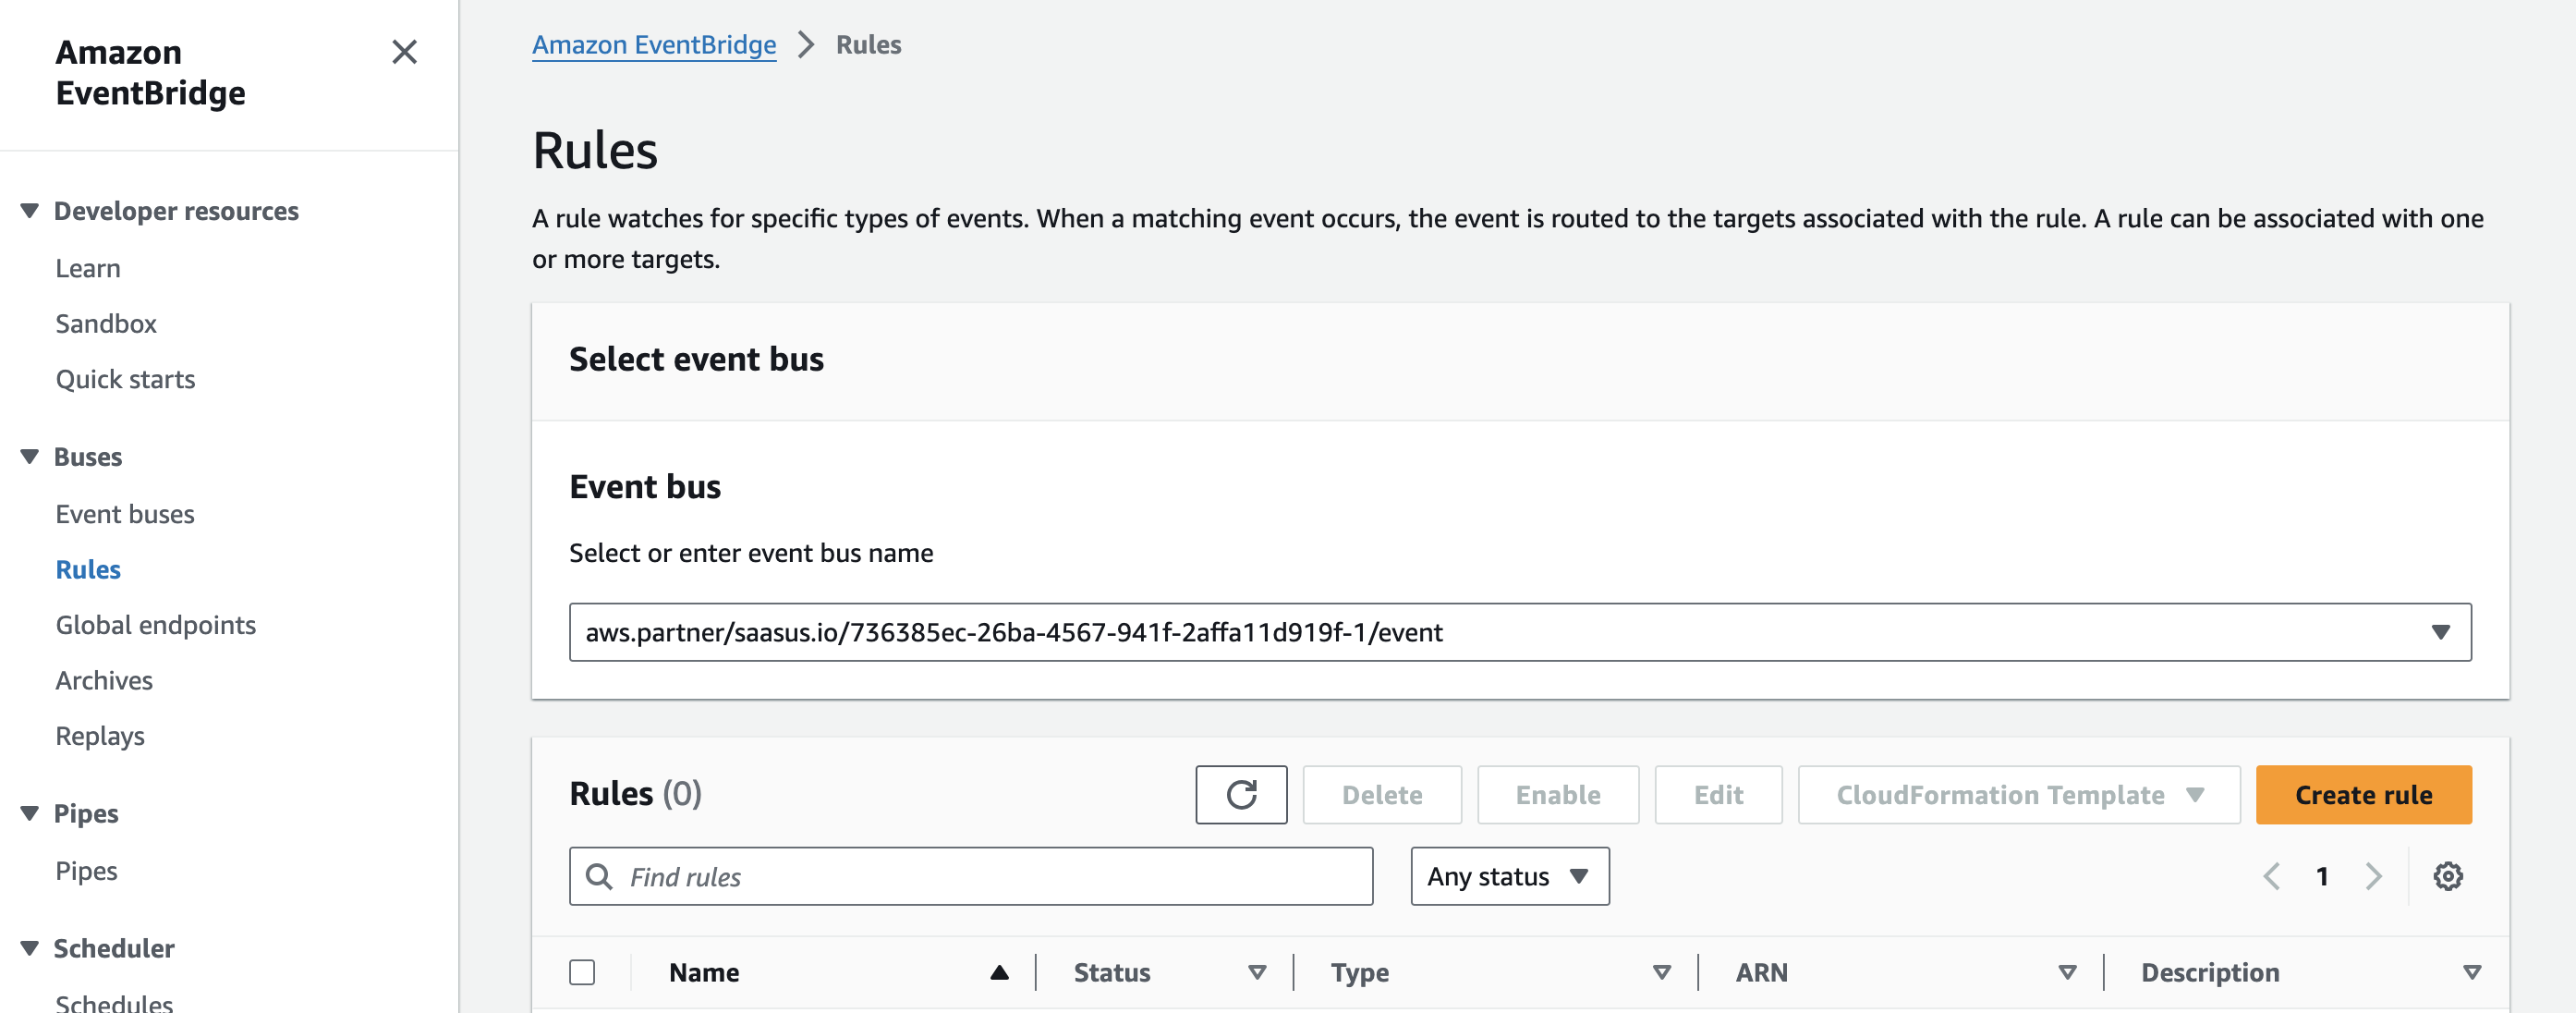 Amazon
EventBridge
Developer resources
Learn
Sandbox
Quick starts
Buses
Event buses
Rules
Global endpoints
Archives
Replays
Pipes
Pipes
Scheduler
Schedules
Amazon EventBridge > Rules
Rules
A rule watches for specific types of events. When a matching event occurs, the event is routed to the targets associated with the rule. A rule can be associated with one
or more targets.
Select event bus
Event bus
Select or enter event bus name
aws.partner/saasus.io/736385ec-26ba-4567-941f-2affa11d919f-1/event
Rules (0)
Delete
Enable
Edit
CloudFormation Template
Create rule
Find rules
Any status
1
Name
Status
Type
ARN
Description